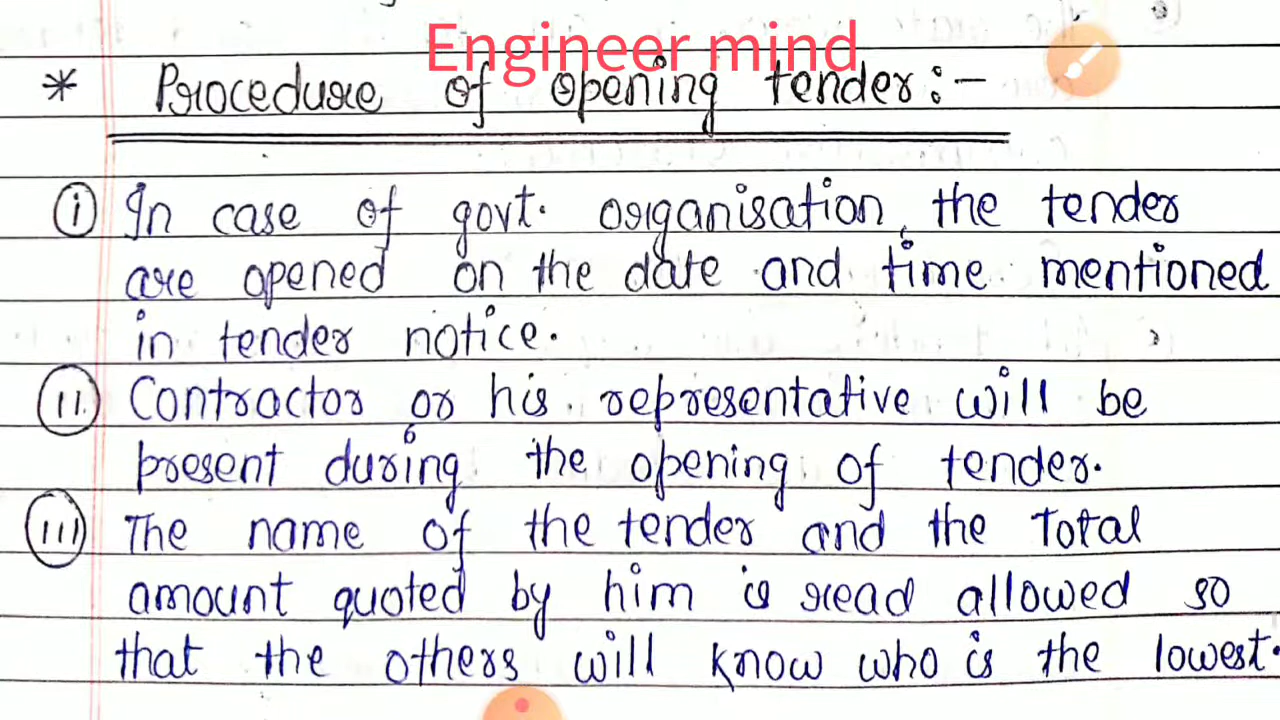 Engineer mind
* Procedure of opening tender:-
(i) In case of govt. organisation, the tender
are opened on the date and time mentioned
in tender notice.
(ii) Contractor or his representative will be
present during the opening of tender.
(iii) The name of the tender and the Total
amount quoted by him is read allowed so
that the others will know who is the lowest.